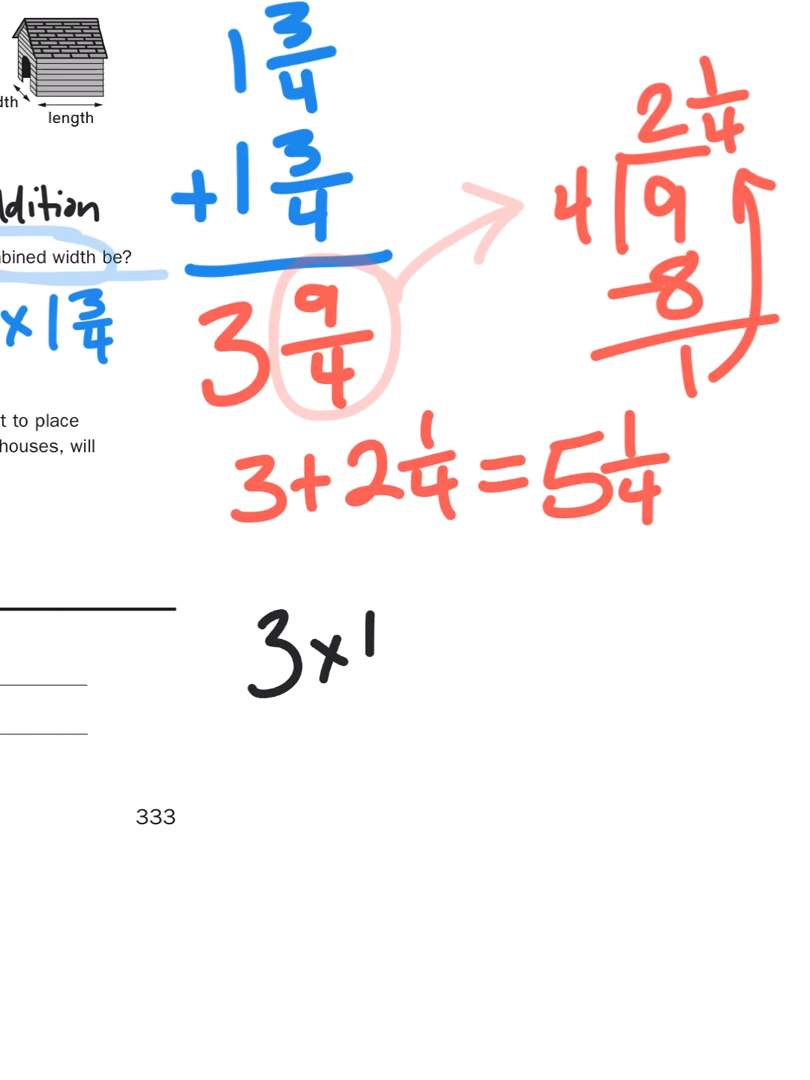 dth
length
ddition
bined width be?
x 1 3/4
t to place
houses, will
1 3/4
+ 1 3/4
3 9/4
2 1/4
4 9
-8
1
3 + 2 1/4 = 5 1/4
3 x 1
333